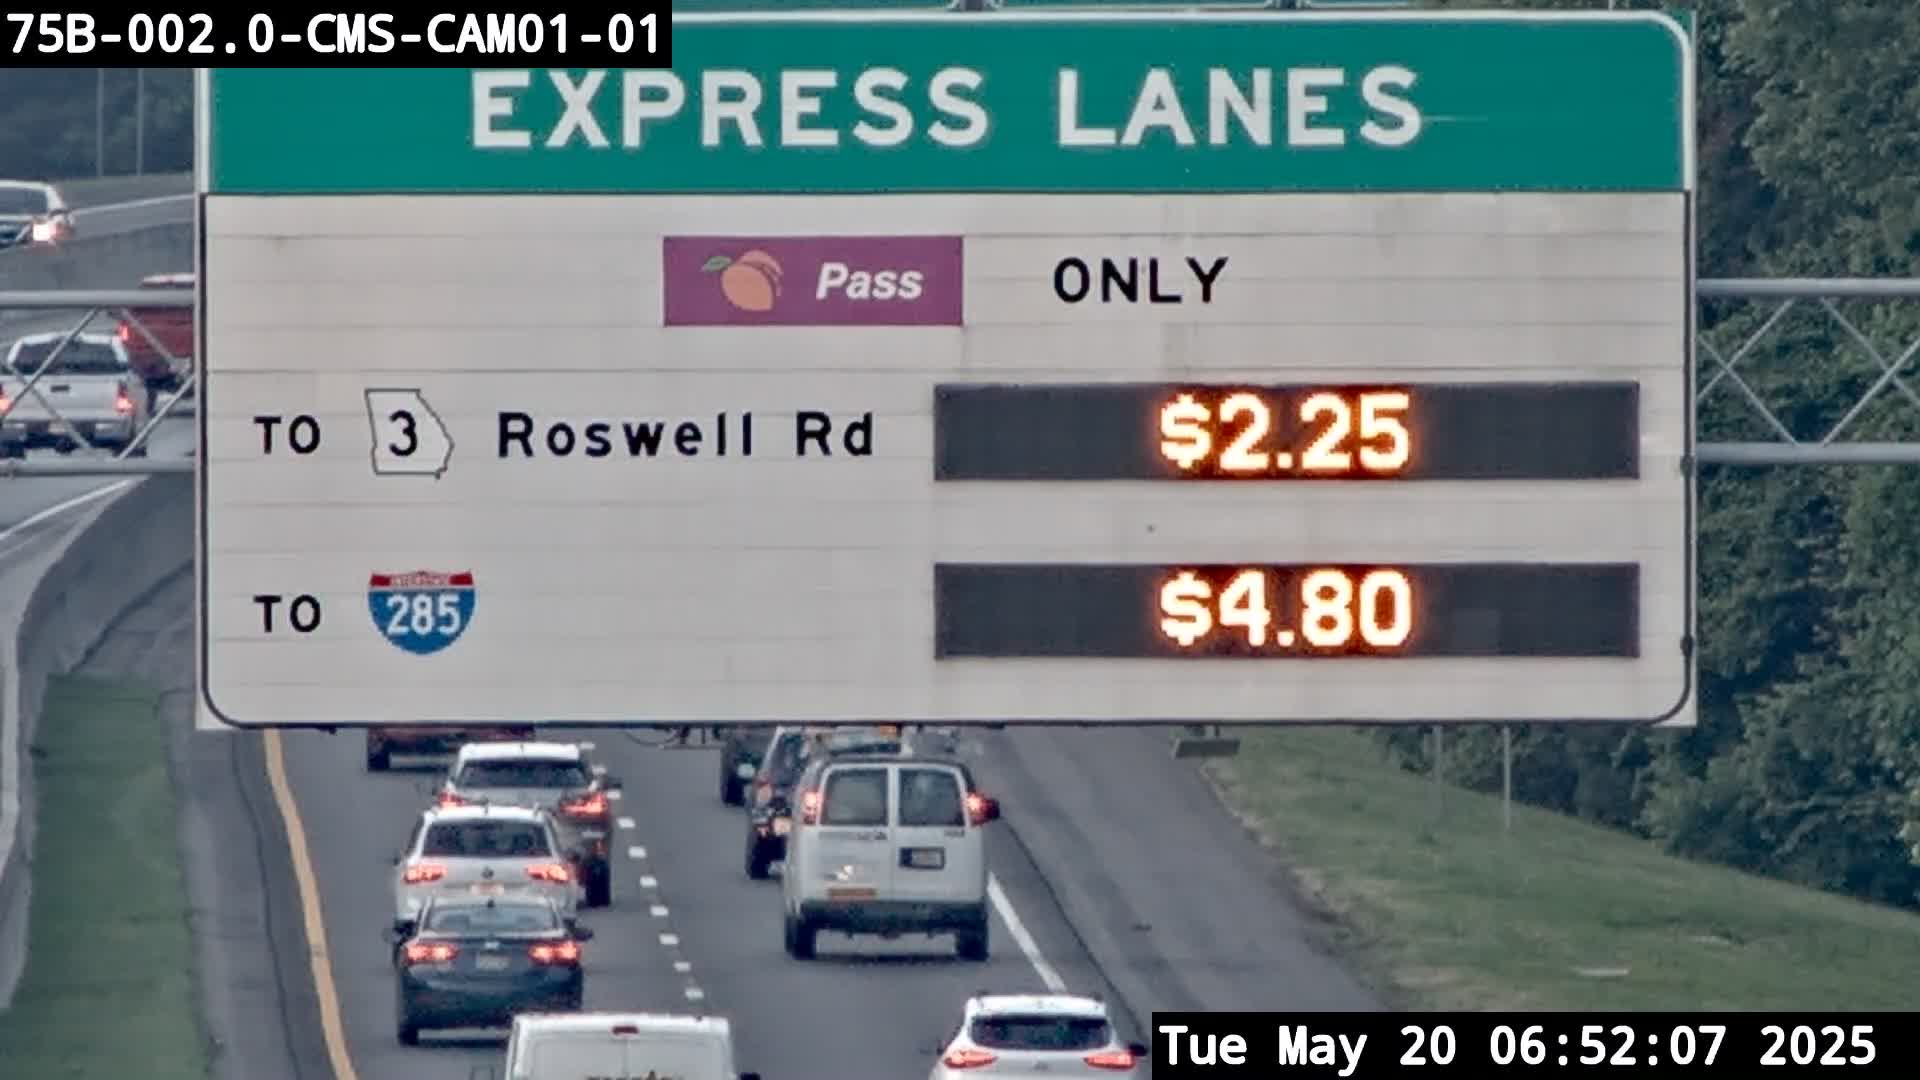 75B-002.0-CMS-CAM01-01
EXPRESS LANES
Pass ONLY
TO 3 Roswell Rd $2.25
TO INTERSTATE 285 $4.80
Tue May 20 06:52:07 2025